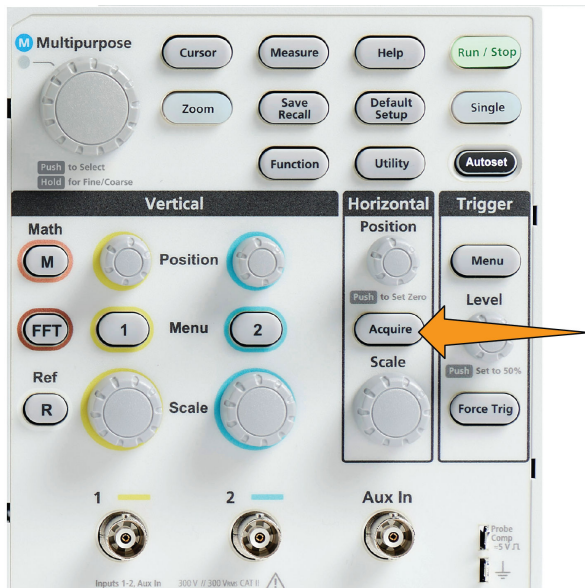 M Multipurpose
Cursor
Measure
Help
Run / Stop
Zoom
Save
Recall
Default
Setup
Single
Push to Select
Hold for Fine/Coarse
Function
Utility
Autoset
Vertical
Horizontal
Trigger
Math
Position
M
Position
Menu
Push to Set Zero
Level
FFT
1
Menu
2
Acquire
Ref
Scale
Push Set to 50%
R
Scale
Force Trig
1
2
Aux In
Probe
Comp
≈5 V
Inputs 1-2, Aux In
300 V // 300 VRMS CAT II